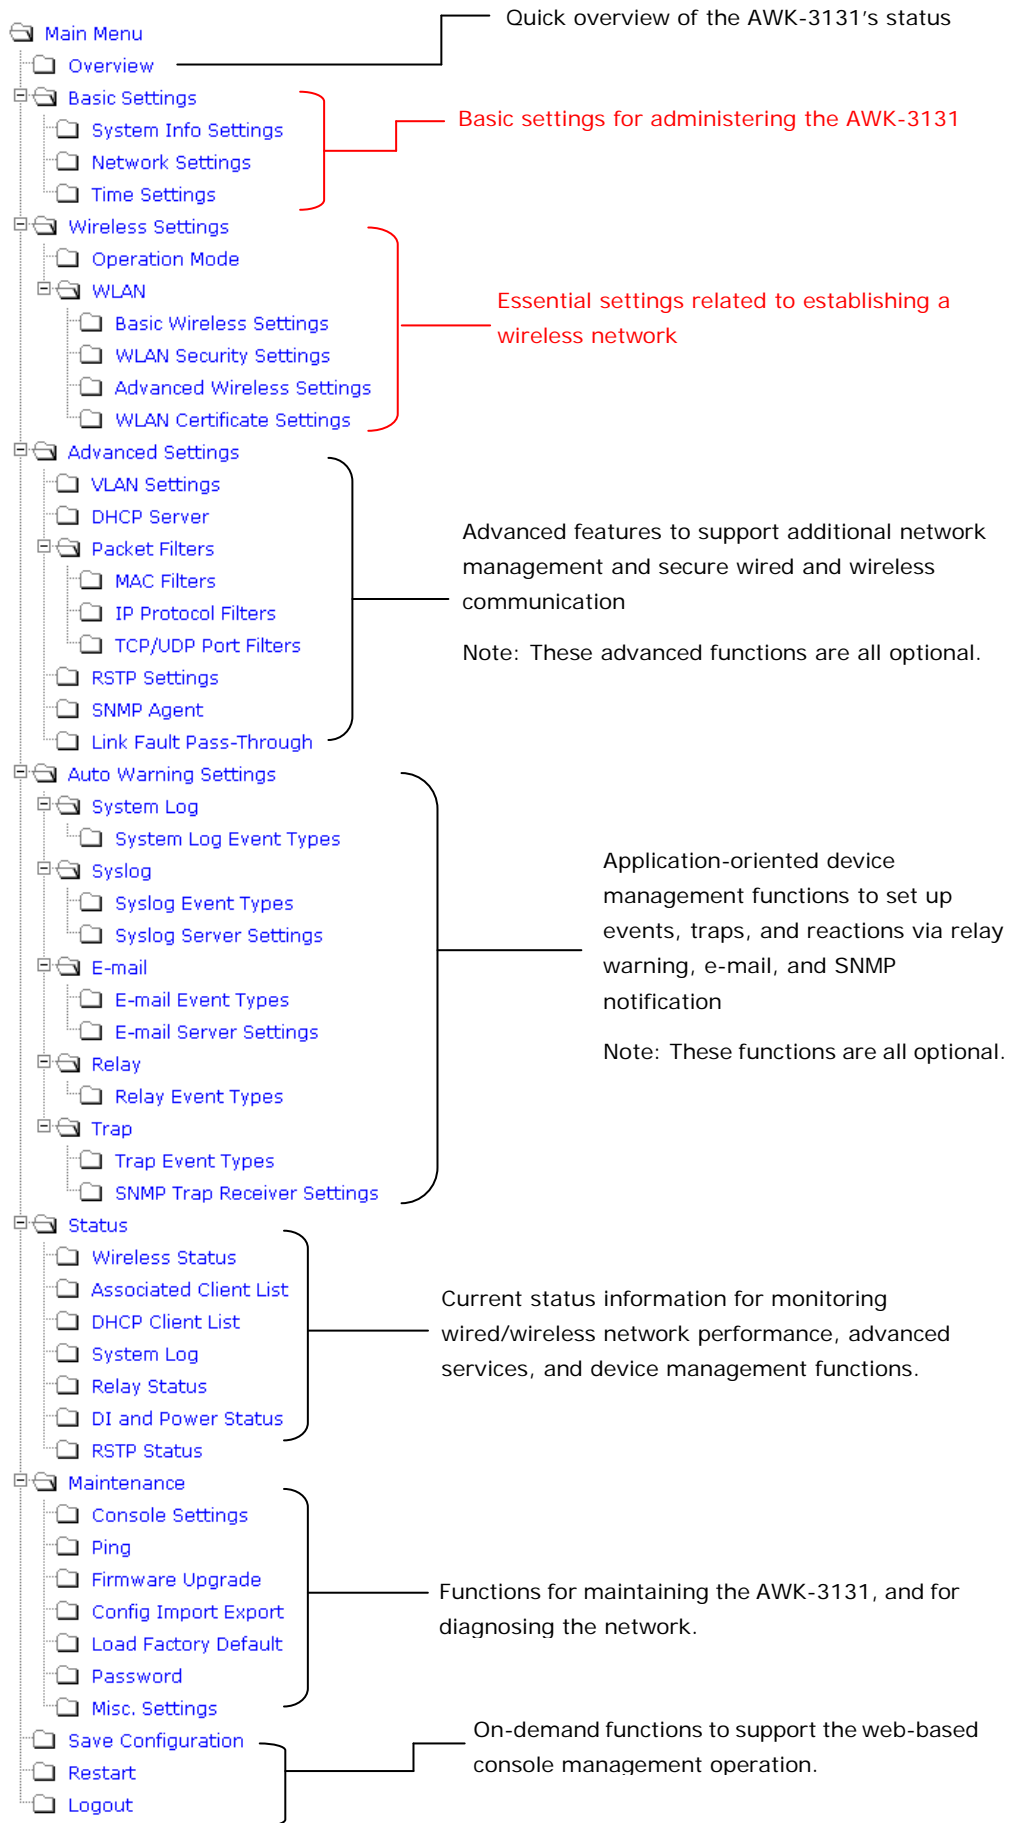 Quick overview of the AWK-3131's status
Main Menu
Overview
Basic Settings
System Info Settings
Network Settings
Time Settings
Basic settings for administering the AWK-3131
Wireless Settings
Operation Mode
WLAN
Basic Wireless Settings
WLAN Security Settings
Advanced Wireless Settings
WLAN Certificate Settings
Essential settings related to establishing a
wireless network
Advanced Settings
VLAN Settings
DHCP Server
Packet Filters
MAC Filters
IP Protocol Filters
TCP/UDP Port Filters
RSTP Settings
SNMP Agent
Link Fault Pass-Through
Advanced features to support additional network
management and secure wired and wireless
communication
Note: These advanced functions are all optional.
Auto Warning Settings
System Log
System Log Event Types
Syslog
Syslog Event Types
Syslog Server Settings
E-mail
E-mail Event Types
E-mail Server Settings
Relay
Relay Event Types
Trap
Trap Event Types
SNMP Trap Receiver Settings
Application-oriented device
management functions to set up
events, traps, and reactions via relay
warning, e-mail, and SNMP
notification
Note: These functions are all optional.
Status
Wireless Status
Associated Client List
DHCP Client List
System Log
Relay Status
DI and Power Status
RSTP Status
Current status information for monitoring
wired/wireless network performance, advanced
services, and device management functions.
Maintenance
Console Settings
Ping
Firmware Upgrade
Config Import Export
Load Factory Default
Password
Misc. Settings
Functions for maintaining the AWK-3131, and for
diagnosing the network.
Save Configuration
Restart
Logout
On-demand functions to support the web-based
console management operation.